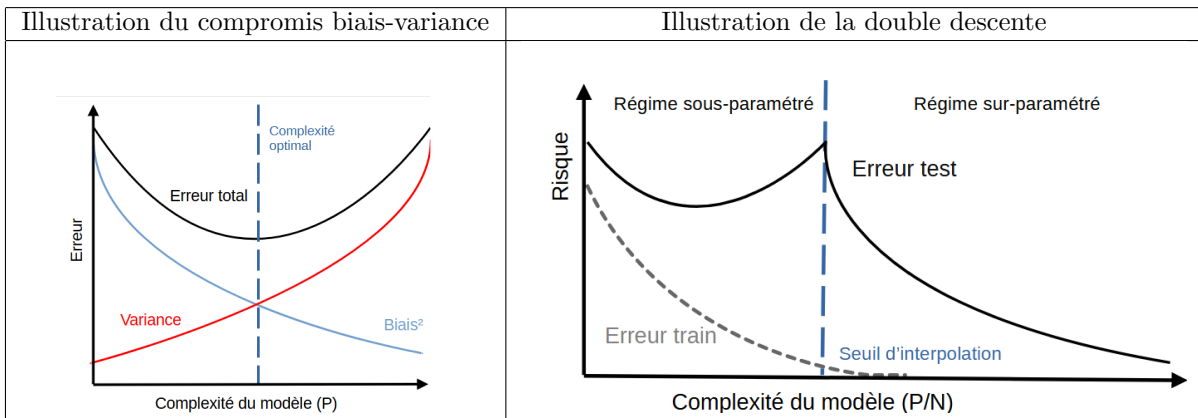 Illustration du compromis biais-variance
Illustration de la double descente
Complexité
optimal
Erreur total
Erreur
Variance
Biais²
Complexité du modèle (P)
Régime sous-paramétré
Régime sur-paramétré
Risque
Erreur test
Erreur train
Seuil d'interpolation
Complexité du modèle (P/N)